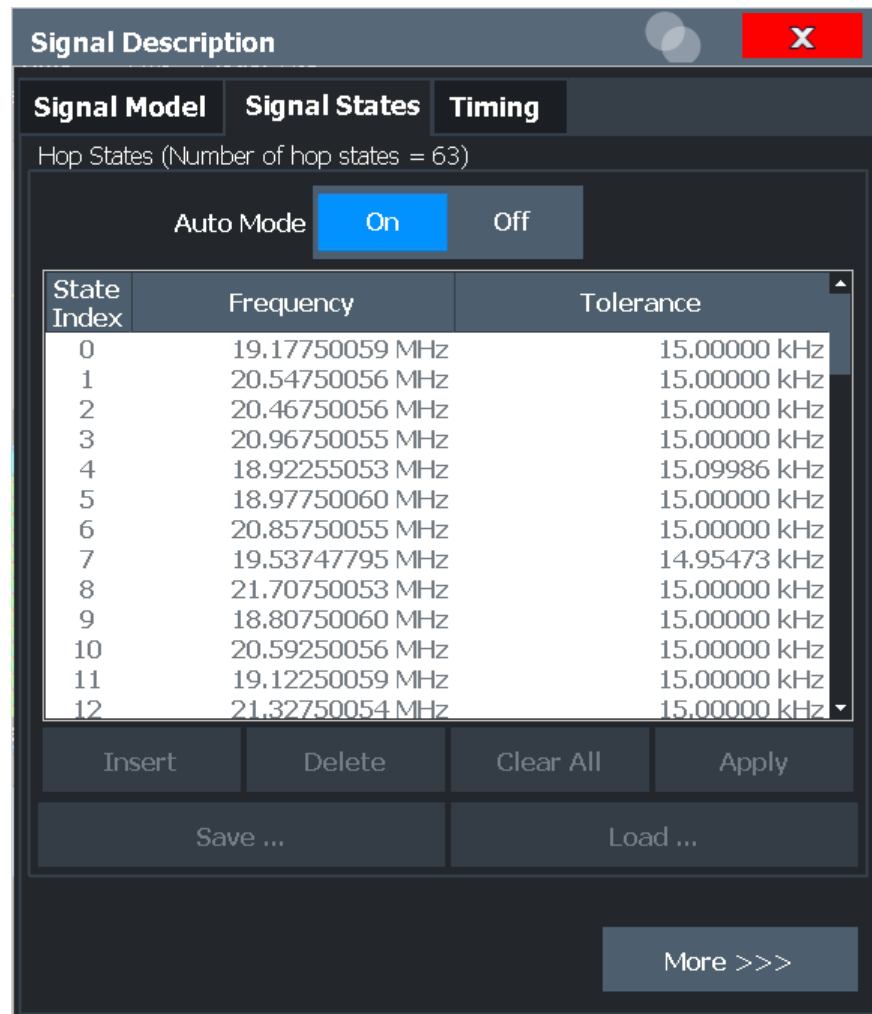 Signal Description
X
Signal Model Signal States Timing
Hop States (Number of hop states = 63)
Auto Mode On Off
State Index Frequency Tolerance
0 19.17750059 MHz 15.00000 kHz
1 20.54750056 MHz 15.00000 kHz
2 20.46750056 MHz 15.00000 kHz
3 20.96750055 MHz 15.00000 kHz
4 18.92255053 MHz 15.09986 kHz
5 18.97750060 MHz 15.00000 kHz
6 20.85750055 MHz 15.00000 kHz
7 19.53747795 MHz 14.95473 kHz
8 21.70750053 MHz 15.00000 kHz
9 18.80750060 MHz 15.00000 kHz
10 20.59250056 MHz 15.00000 kHz
11 19.12250059 MHz 15.00000 kHz
12 21.32750054 MHz 15.00000 kHz
Insert Delete Clear All Apply
Save ... Load ...
More >>>